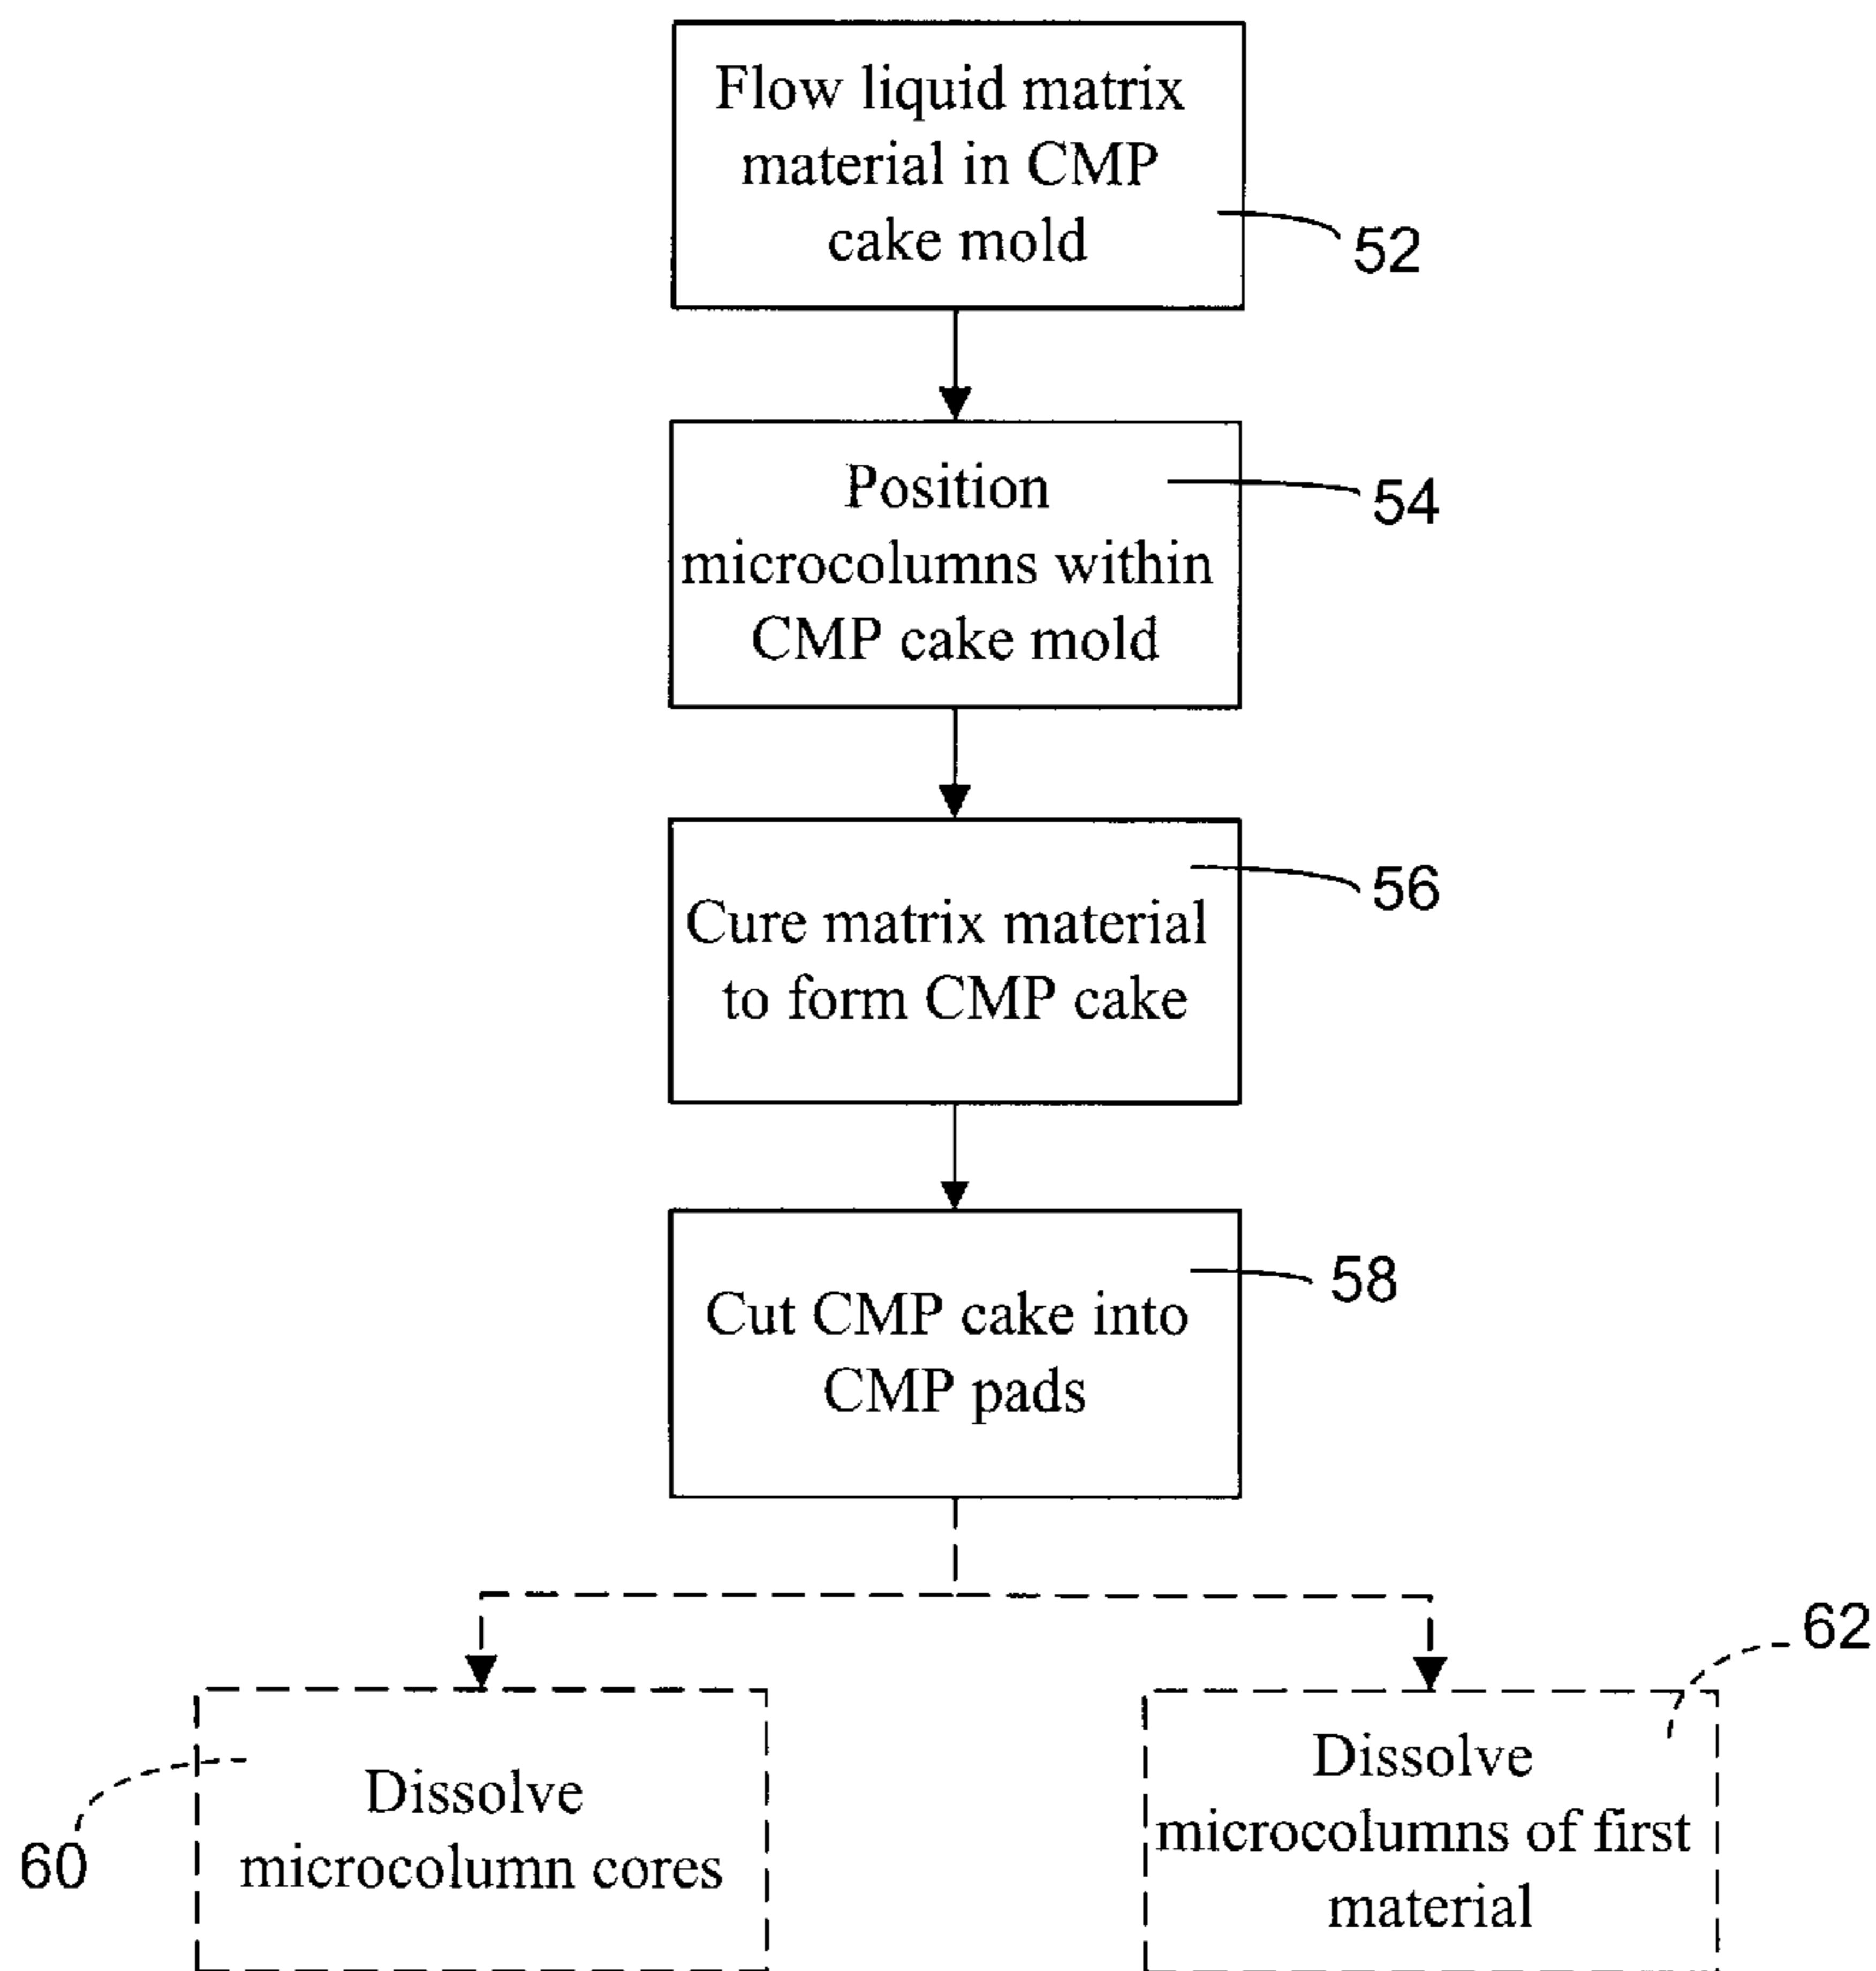 Flow liquid matrix
material in CMP
cake mold
52
Position
microcolumns within
CMP cake mold
54
Cure matrix material
to form CMP cake
56
Cut CMP cake into
CMP pads
58
Dissolve
microcolumn cores
60
Dissolve
microcolumns of first
material
62